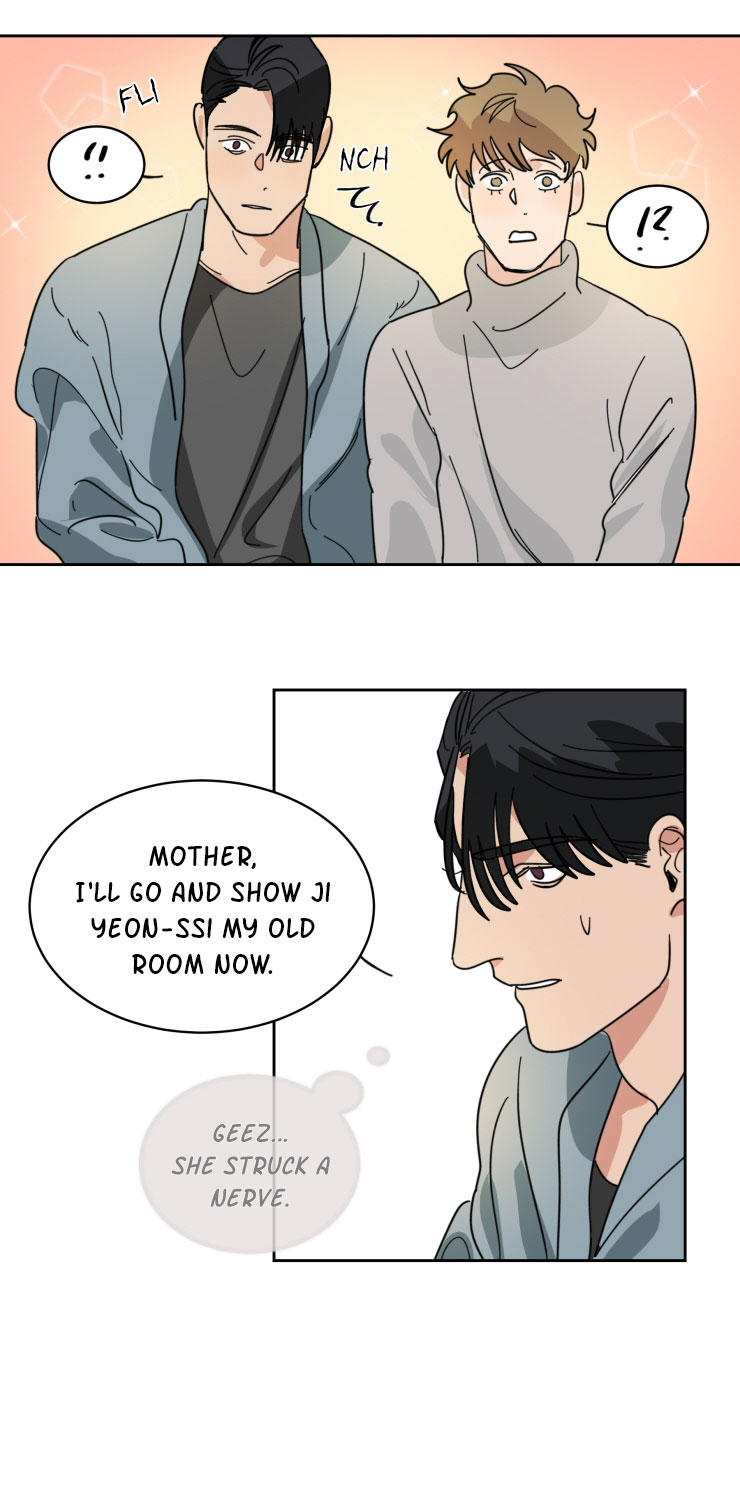 FLI
!!
NCH
!?
MOTHER,
I'LL GO AND SHOW JI
YEON-SSI MY OLD
ROOM NOW.
GEEZ...
SHE STRUCK A
NERVE.